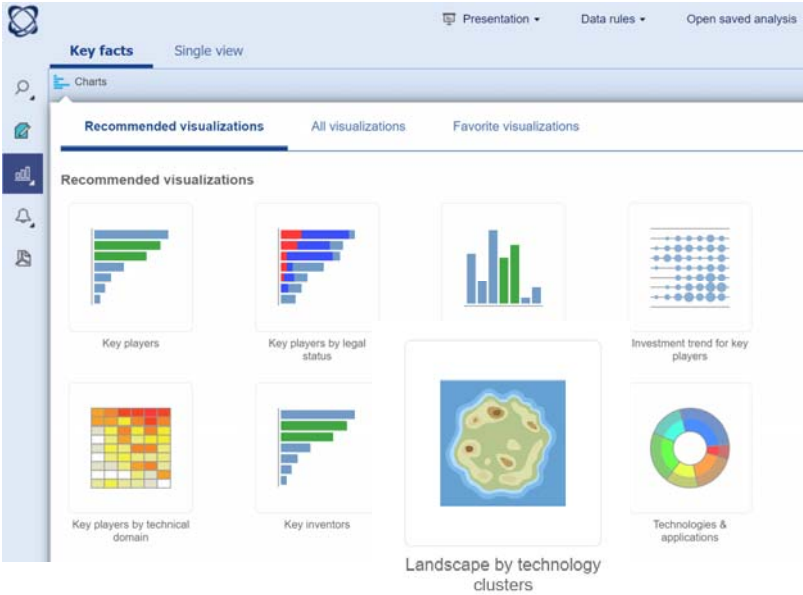 Presentation
Data rules
Open saved analysis
Key facts
Single view
Charts
Recommended visualizations
All visualizations
Favorite visualizations
Recommended visualizations
Key players
Key players by legal
status
Investment trend for key
players
Key players by technical
domain
Key inventors
Landscape by technology
clusters
Technologies &
applications